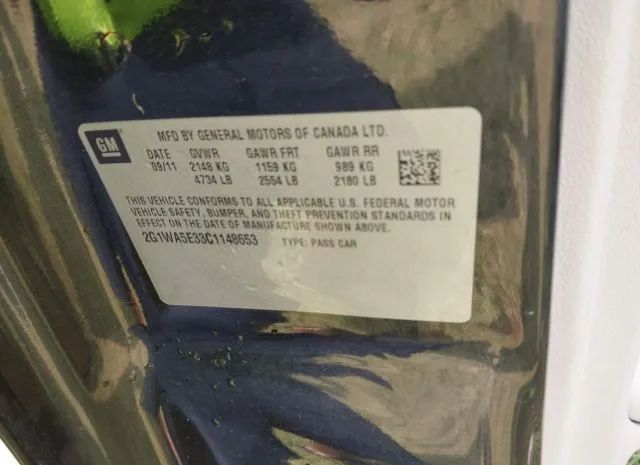 GM
MFD BY GENERAL MOTORS OF CANADA LTD.
DATE GVWR GAWR FRT GAWR RR
09/11 2148 KG 1159 KG 989 KG
4734 LB 2554 LB 2180 LB
THIS VEHICLE CONFORMS TO ALL APPLICABLE U.S. FEDERAL MOTOR
VEHICLE SAFETY, BUMPER, AND THEFT PREVENTION STANDARDS IN
EFFECT ON THE DATE OF MANUFACTURE SHOWN ABOVE.
2G1WA5E33C1148653 TYPE: PASS CAR